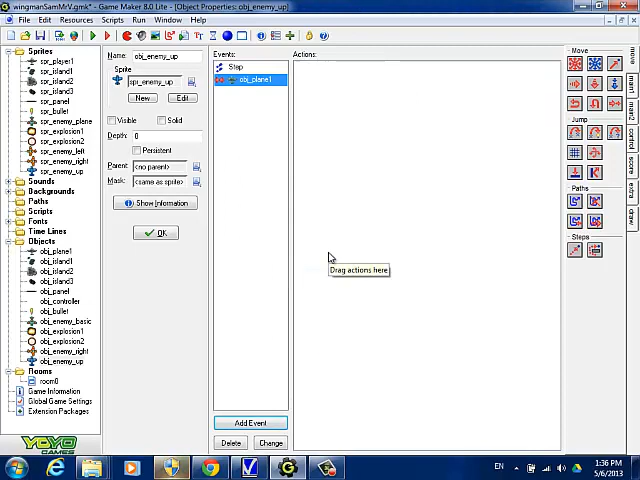 wingmanSamMrV.gmk* - Game Maker 8.0 Lite - [Object Properties: obj_enemy_up]
File Edit Resources Scripts Run Window Help
Sprites
spr_player1
spr_island1
spr_island2
spr_island3
spr_panel
spr_bullet
spr_enemy_plane
spr_explosion1
spr_explosion2
spr_enemy_left
spr_enemy_right
spr_enemy_up
Sounds
Backgrounds
Paths
Scripts
Fonts
Time Lines
Objects
obj_plane1
obj_island1
obj_island2
obj_island3
obj_panel
obj_controller
obj_bullet
obj_enemy_basic
obj_explosion1
obj_explosion2
obj_enemy_right
obj_enemy_up
Rooms
room0
Game Information
Global Game Settings
Extension Packages
YOYO
GAMES
Name: obj_enemy_up
Sprite
spr_enemy_up
New Edit
Visible Solid
Depth: 0
Persistent
Parent: <no parent>
Mask: <same as sprite>
Show Information
OK
Events:
Step
obj_plane1
Add Event
Delete Change
Actions:
Drag actions here
Move
Jump
Paths
Steps
move
main1
main2
control
score
extra
draw
EN
1:36 PM
5/6/2013